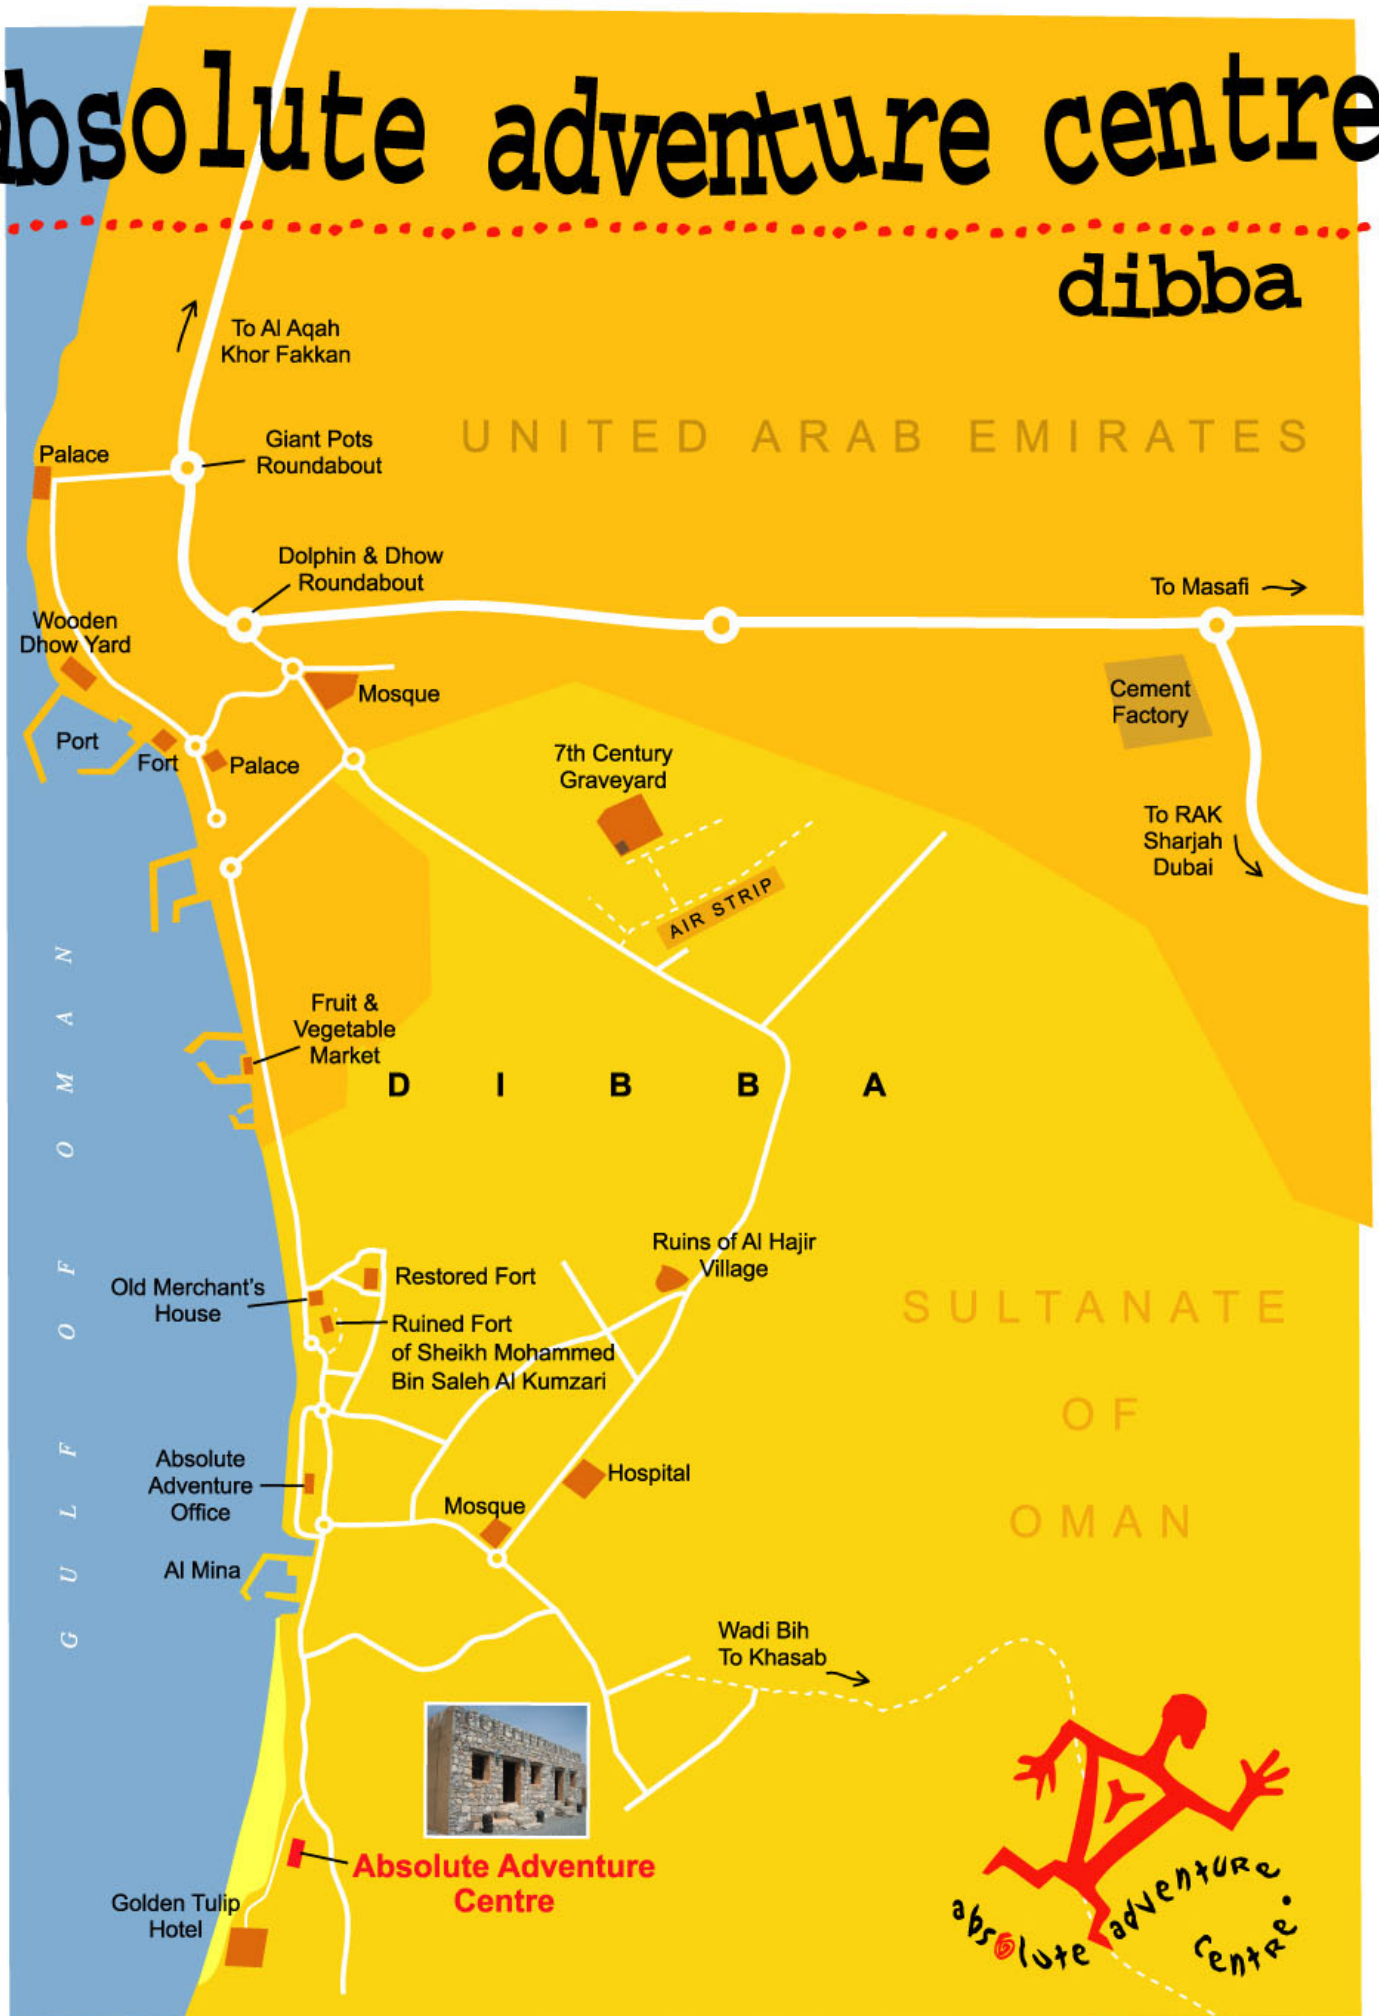 absolute adventure centre
dibba
To Al Aqah
Khor Fakkan
UNITED ARAB EMIRATES
Palace
Giant Pots
Roundabout
Dolphin & Dhow
Roundabout
To Masafi
Wooden
Dhow Yard
Mosque
Cement
Factory
Port
Fort
Palace
7th Century
Graveyard
To RAK
Sharjah
Dubai
AIR STRIP
Fruit &
Vegetable
Market
DIBBA
GULF OF OMAN
Ruins of Al Hajir
Village
Old Merchant's
House
Restored Fort
Ruined Fort
of Sheikh Mohammed
Bin Saleh Al Kumzari
SULTANATE
OF
OMAN
Absolute
Adventure
Office
Hospital
Mosque
Al Mina
Wadi Bih
To Khasab
Absolute Adventure
Centre
Golden Tulip
Hotel
absolute adventure
centre.